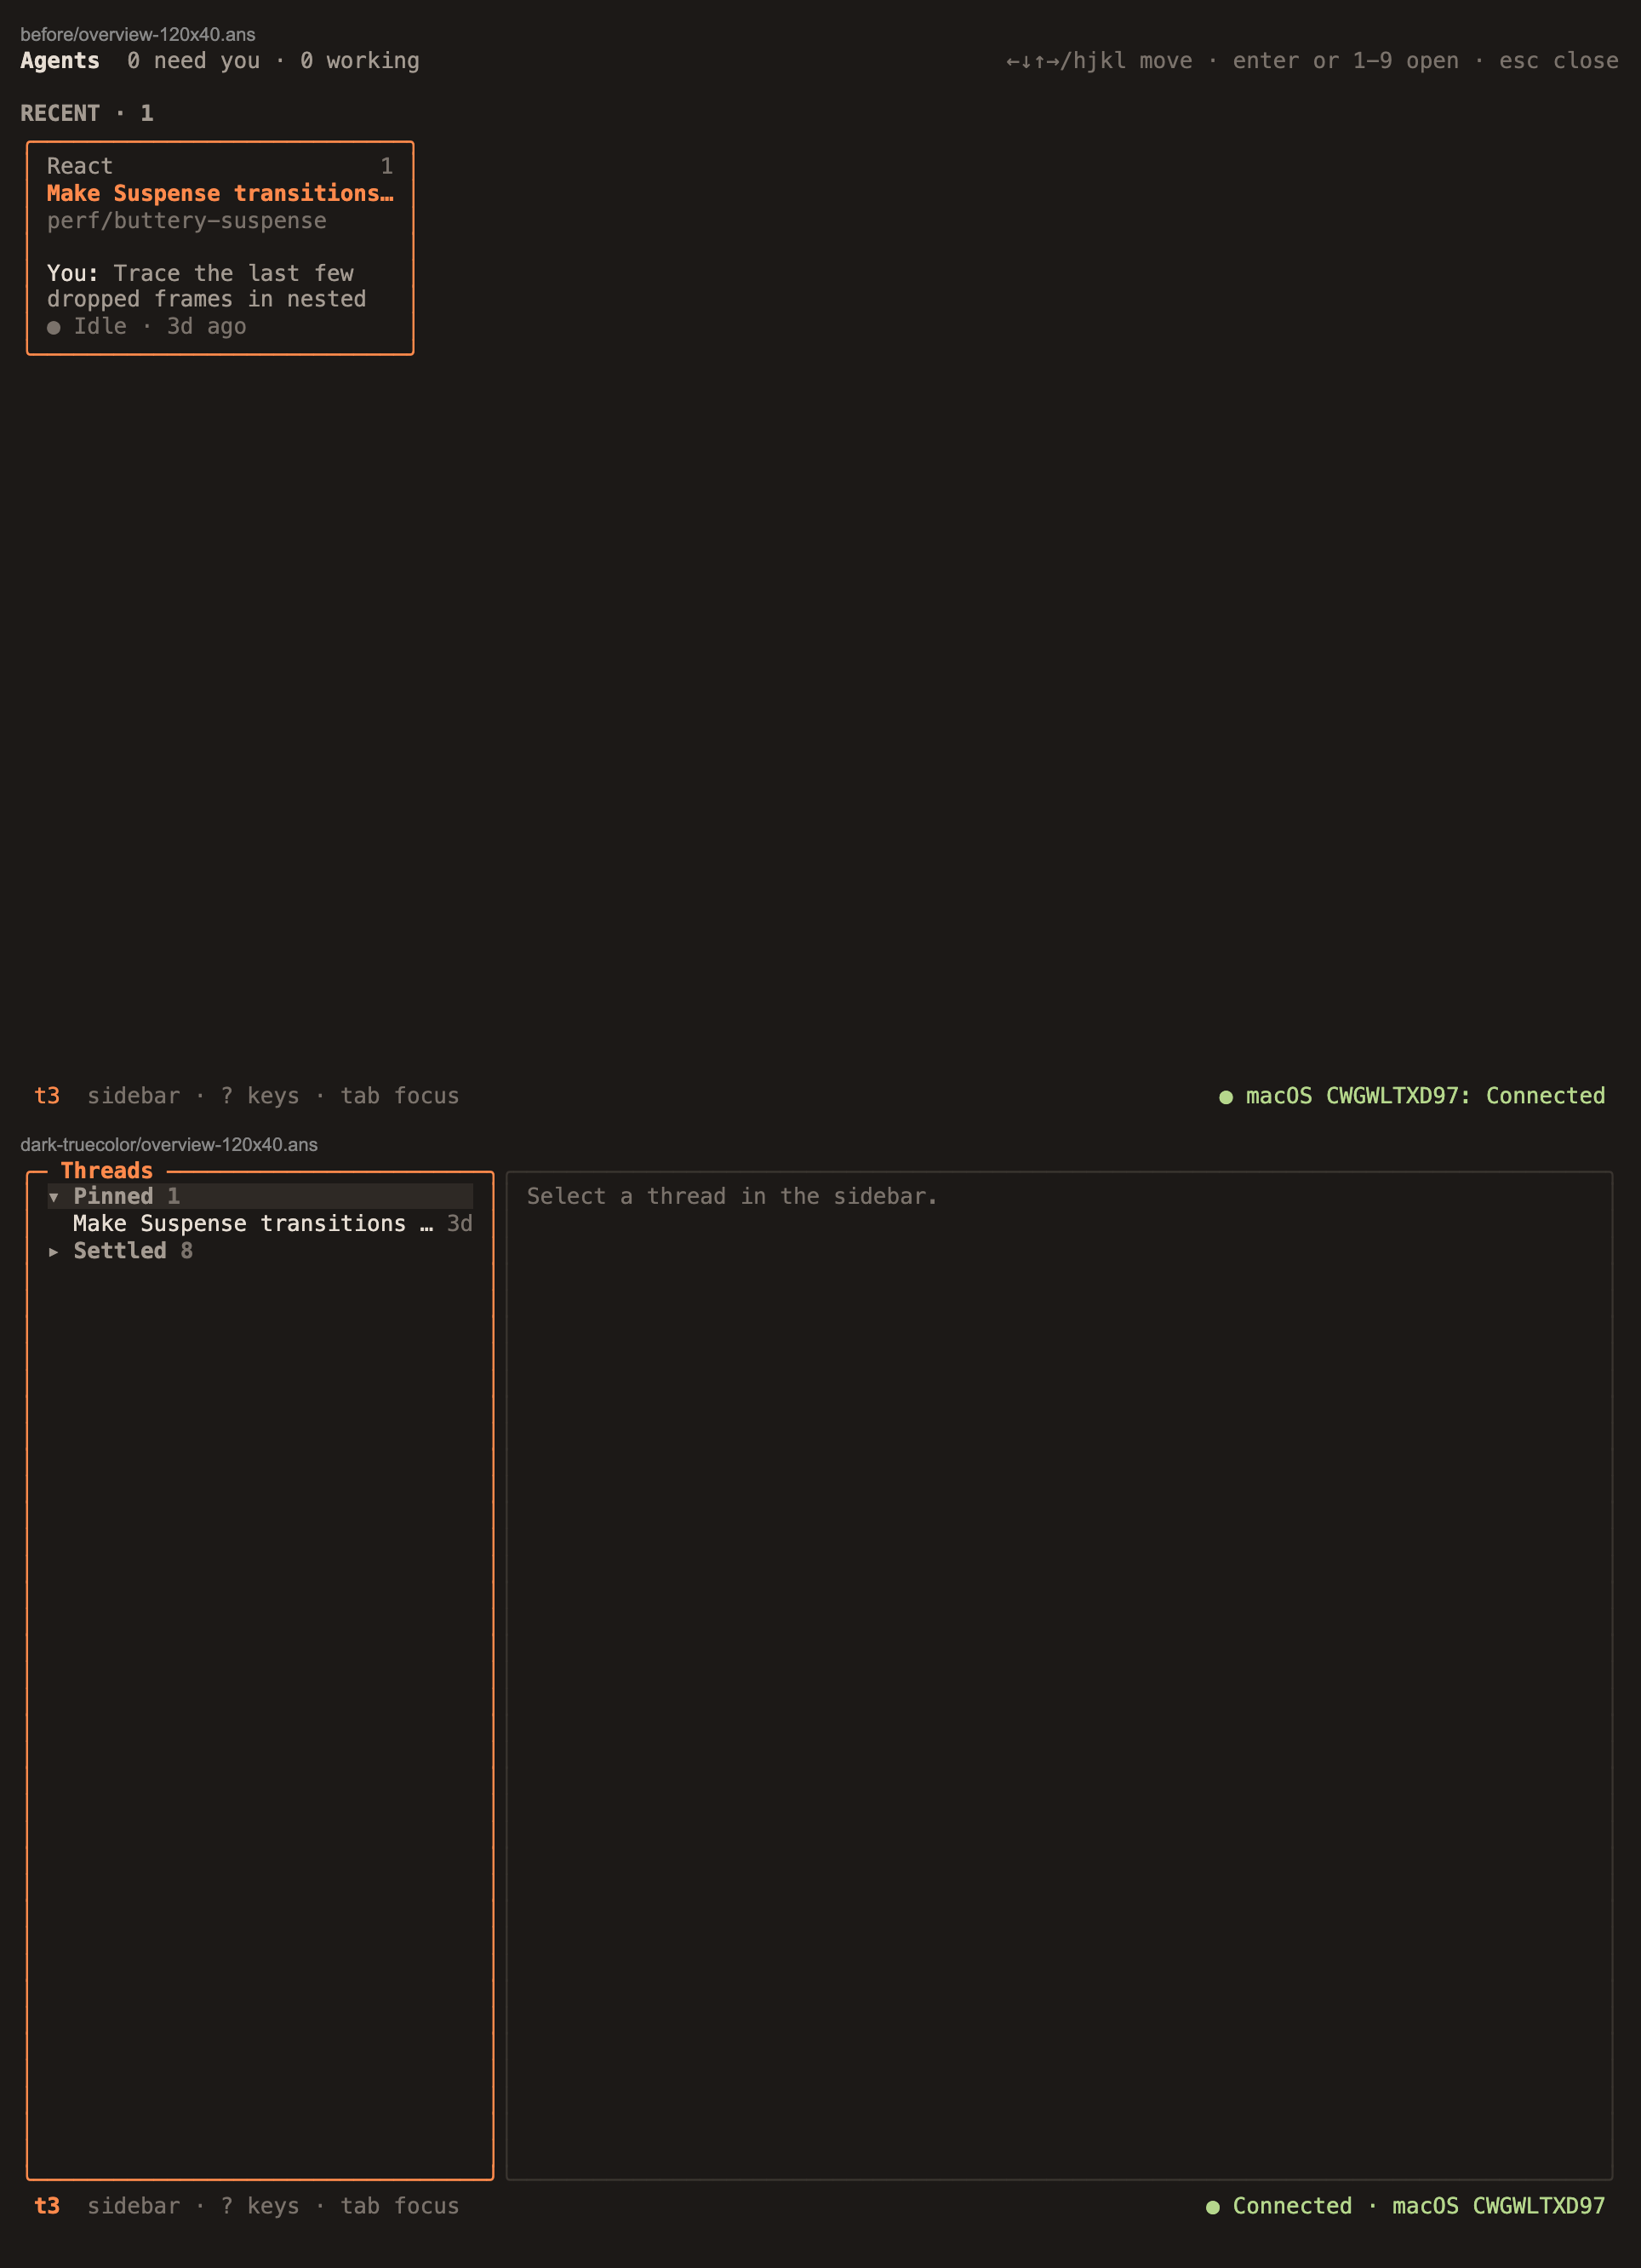 before/overview-120x40.ans
Agents  0 need you · 0 working  ←↓↑→/hjkl move · enter or 1–9 open · esc close
RECENT · 1
React  1
Make Suspense transitions…
perf/buttery–suspense
You: Trace the last few
dropped frames in nested
● Idle · 3d ago
t3  sidebar · ? keys · tab focus  ● macOS CWGWLTXD97: Connected
dark-truecolor/overview-120x40.ans
Threads
▾ Pinned 1
Select a thread in the sidebar.
Make Suspense transitions … 3d
▸ Settled 8
t3  sidebar · ? keys · tab focus  ● Connected · macOS CWGWLTXD97